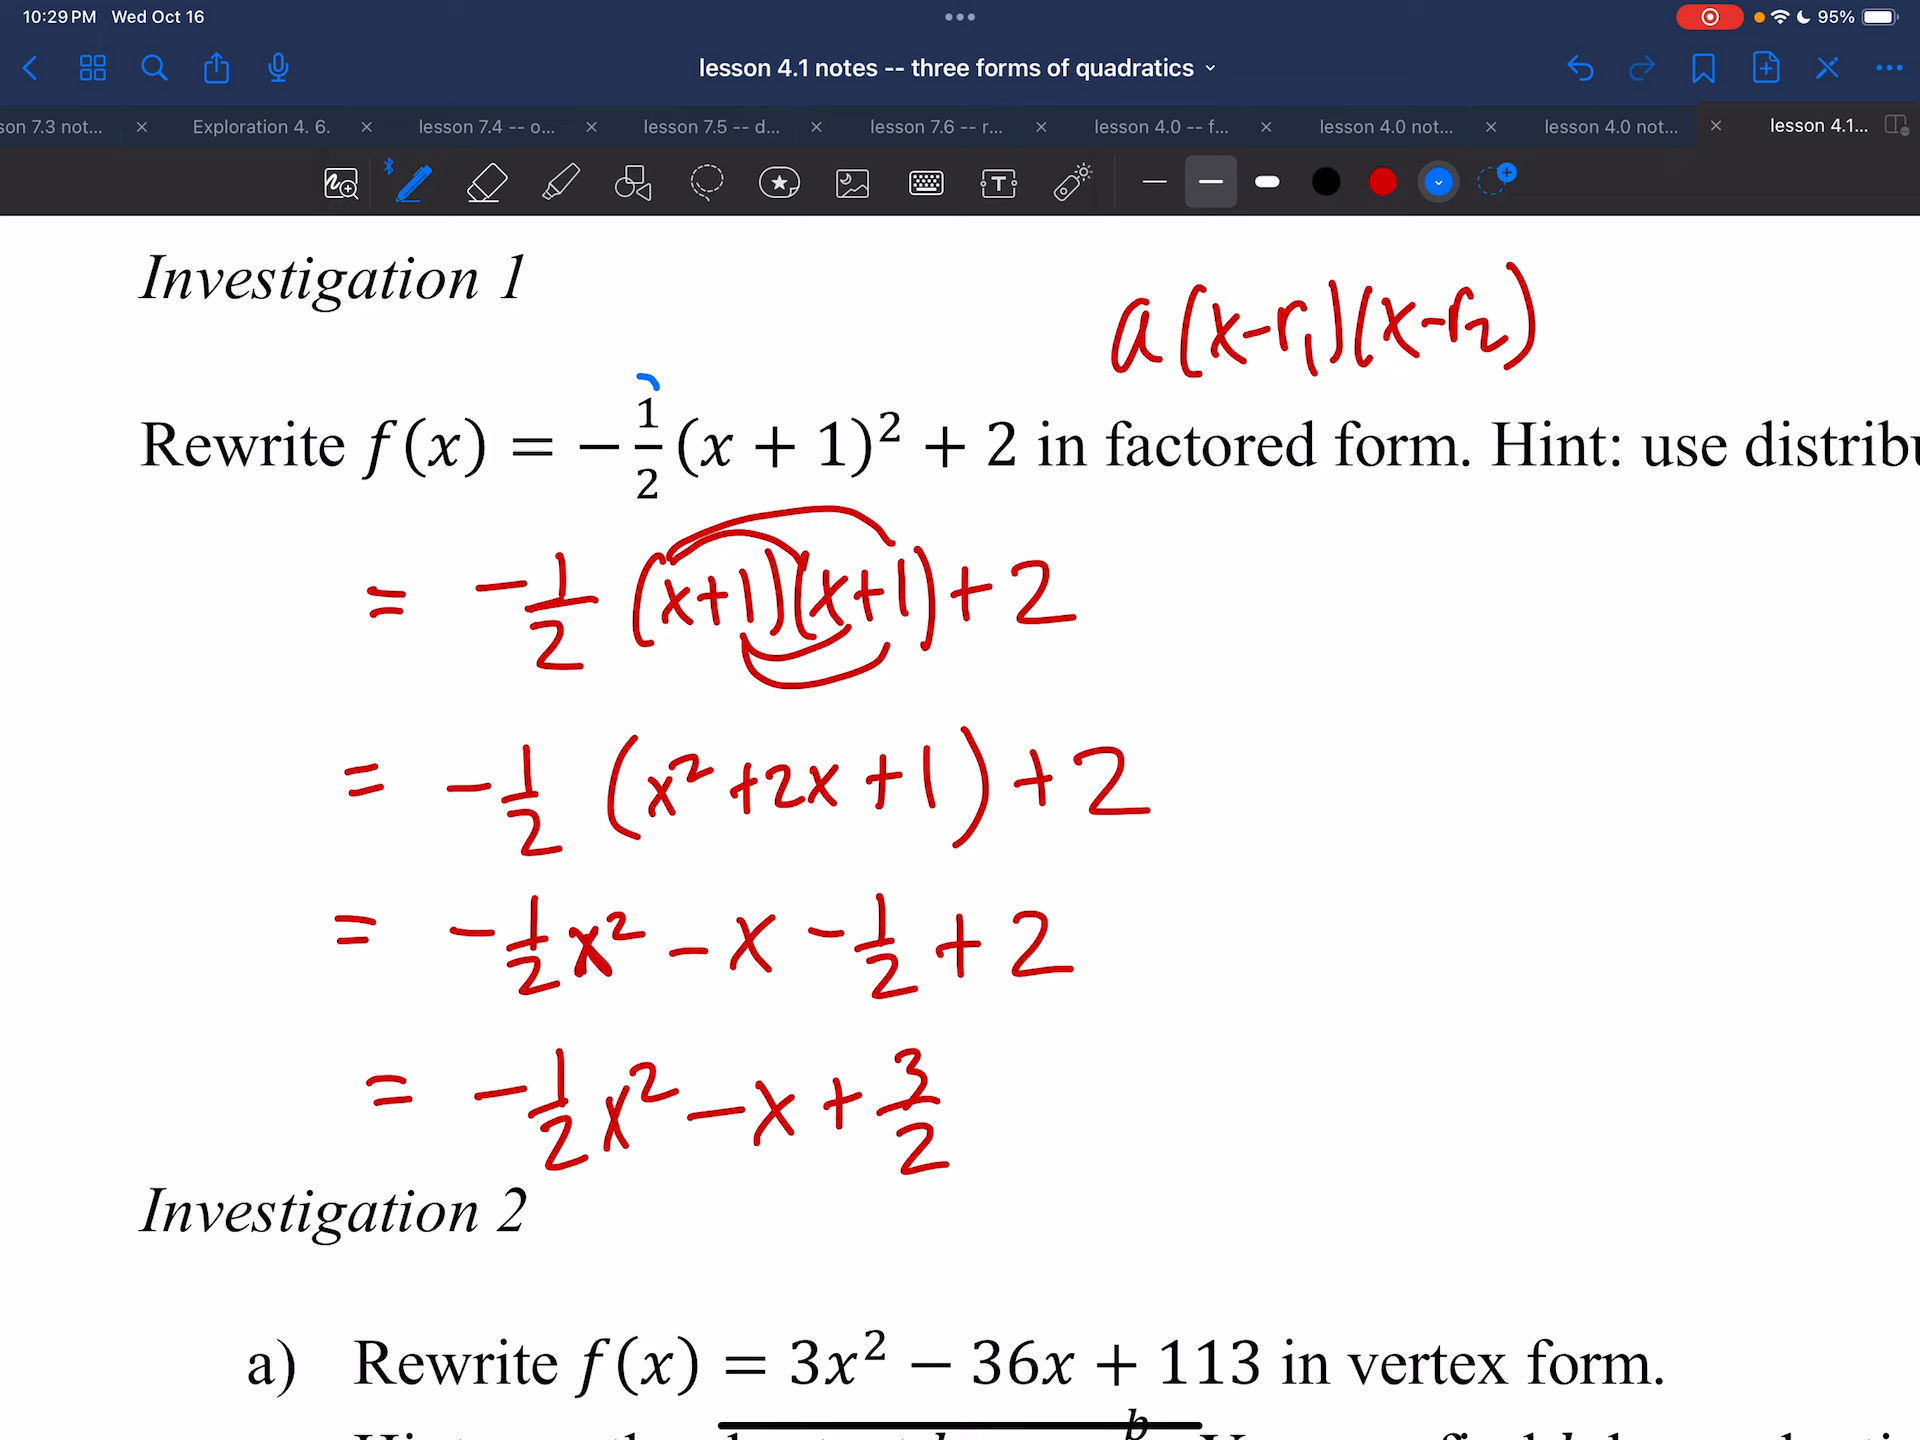 10:29 PM Wed Oct 16 95%
lesson 4.1 notes -- three forms of quadratics
son 7.3 not... Exploration 4. 6. lesson 7.4 -- o... lesson 7.5 -- d... lesson 7.6 -- r... lesson 4.0 -- f... lesson 4.0 not... lesson 4.0 not... lesson 4.1...
Investigation 1
a(x-r₁)(x-r₂)
Rewrite f(x) = −1/2(x + 1)² + 2 in factored form. Hint: use distribu
= -1/2 (x+1)(x+1)+2
= -1/2 (x²+2x+1)+2
= -1/2x² - x - 1/2 + 2
= -1/2x² - x + 3/2
Investigation 2
a) Rewrite f(x) = 3x² − 36x + 113 in vertex form.
b